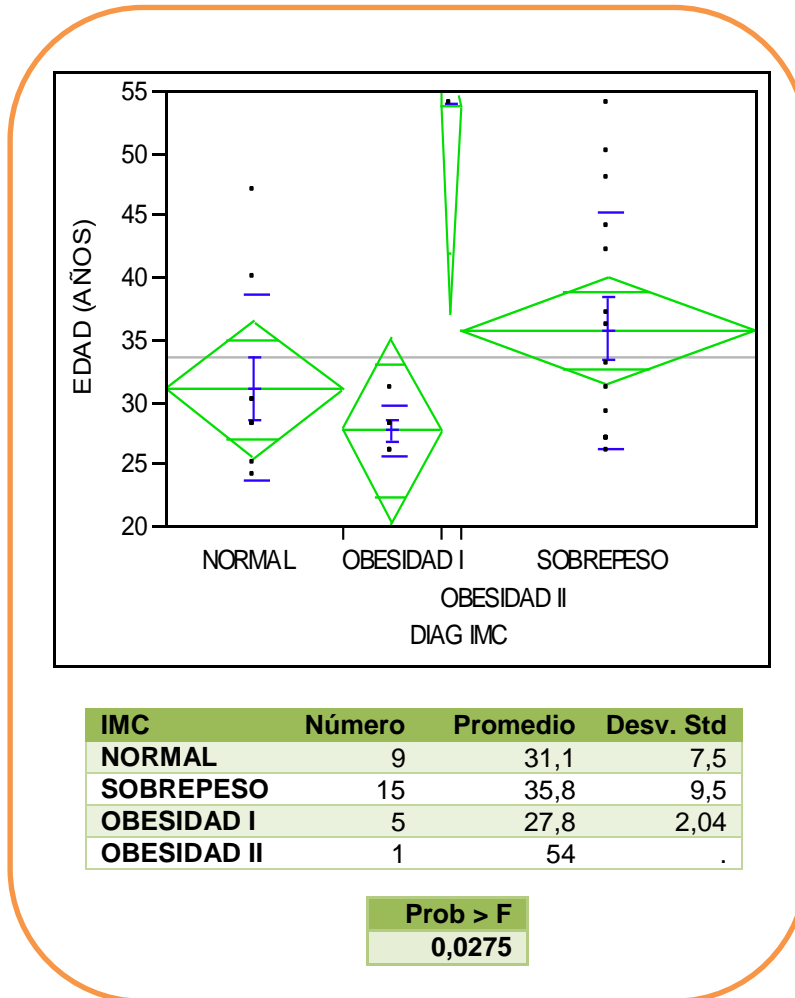 EDAD (AÑOS)
55
50
45
40
35
30
25
20
NORMAL OBESIDAD I SOBREPESO
OBESIDAD II
DIAG IMC
IMC Número Promedio Desv. Std
NORMAL 9 31,1 7,5
SOBREPESO 15 35,8 9,5
OBESIDAD I 5 27,8 2,04
OBESIDAD II 1 54 .
Prob > F
0,0275